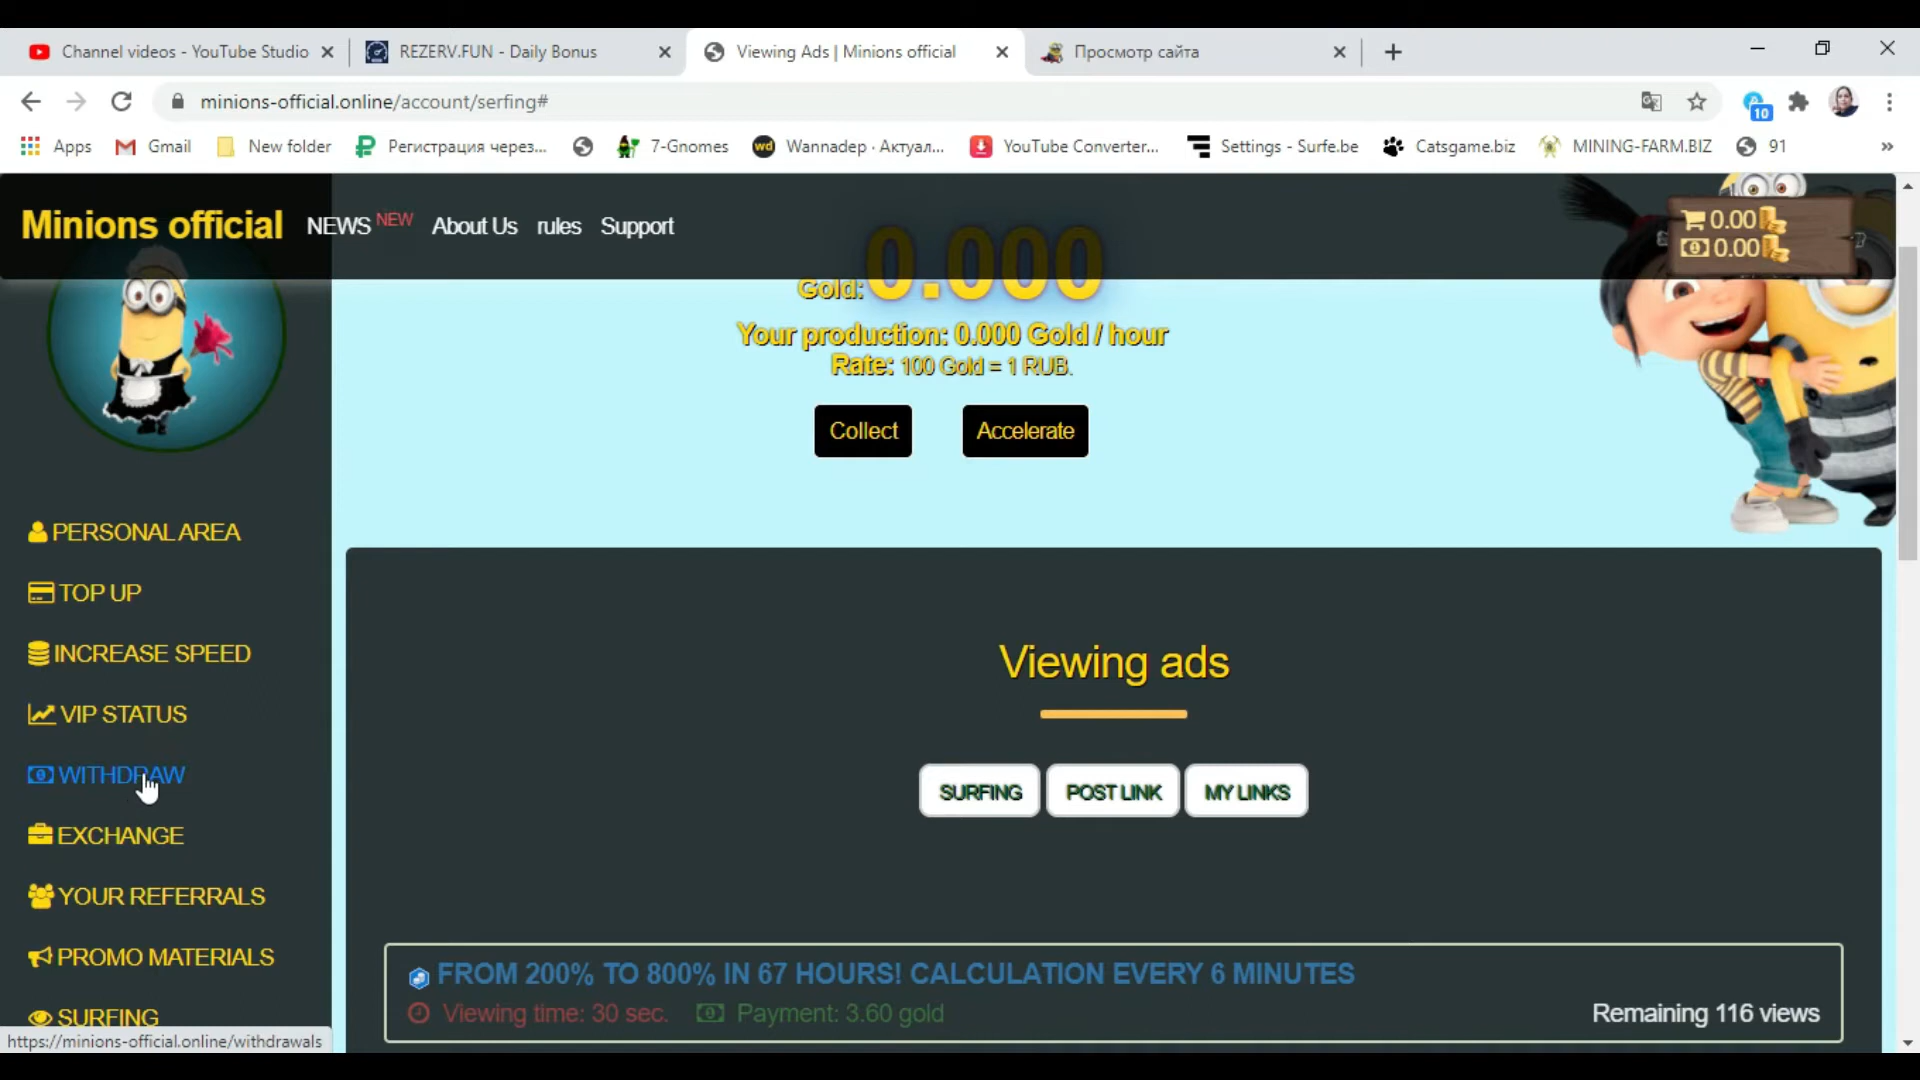 Channel videos - YouTube Studio
REZERV.FUN - Daily Bonus
Viewing Ads | Minions official
Просмотр сайта
minions-official.online/account/serfing#
10
Apps
Gmail
New folder
Регистрация через...
7-Gnomes
wd Wannadep · Актуал...
YouTube Converter...
Settings - Surfe.be
Catsgame.biz
MINING-FARM.BIZ
91
»
Minions official
NEWS NEW
About Us
rules
Support
0.00
0.00
Gold: 0.000
Your production: 0.000 Gold / hour
Rate: 100 Gold = 1 RUB.
Collect
Accelerate
PERSONAL AREA
TOP UP
INCREASE SPEED
VIP STATUS
WITHDRAW
EXCHANGE
YOUR REFERRALS
PROMO MATERIALS
SURFING
https://minions-official.online/withdrawals
Viewing ads
SURFING
POST LINK
MY LINKS
FROM 200% TO 800% IN 67 HOURS! CALCULATION EVERY 6 MINUTES
Viewing time: 30 sec.
Payment: 3.60 gold
Remaining 116 views